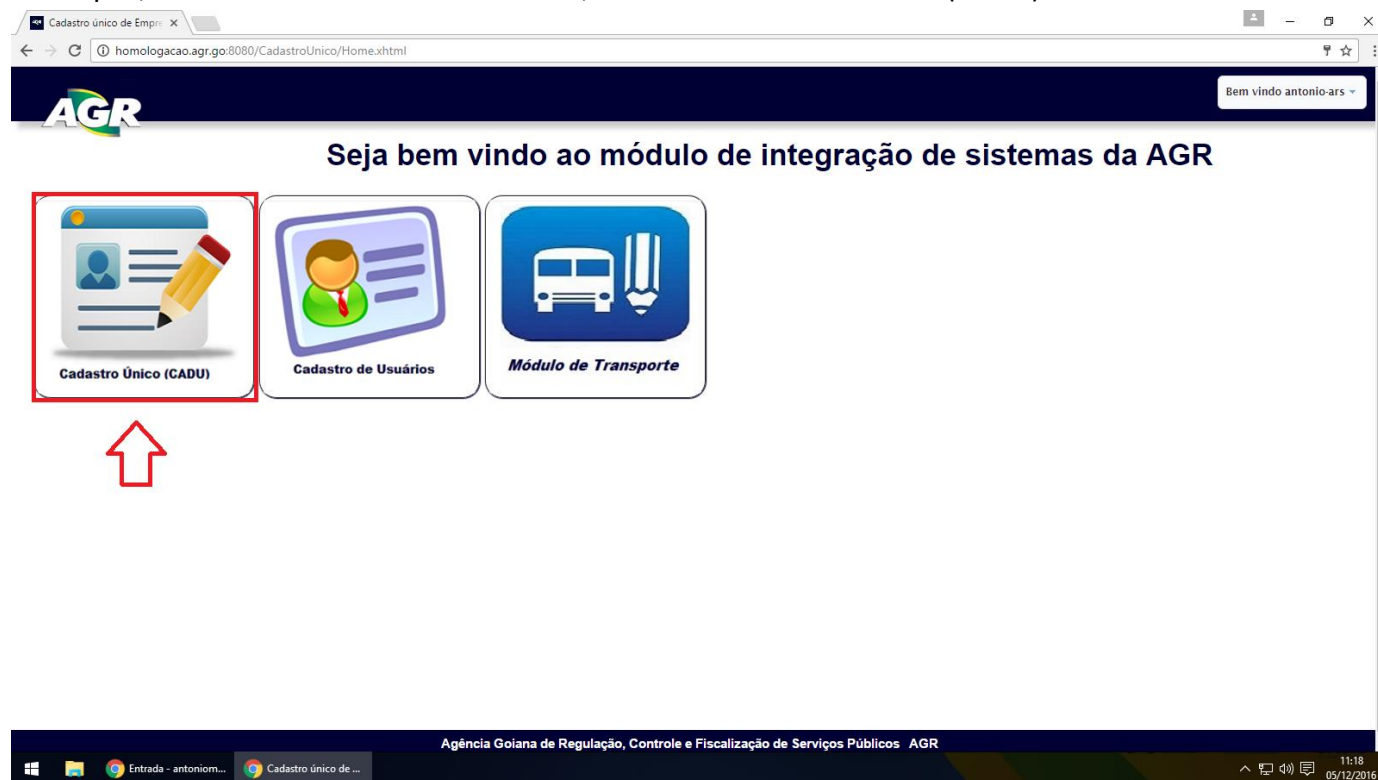 Cadastro único de Empre
homologacao.agr.go:8080/CadastroUnico/Home.xhtml
AGR
Bem vindo antonio-ars
Seja bem vindo ao módulo de integração de sistemas da AGR
Cadastro Único (CADU)
Cadastro de Usuários
Módulo de Transporte
Agência Goiana de Regulação, Controle e Fiscalização de Serviços Públicos AGR
Entrada - antoniom...
Cadastro único de ...
11:18
05/12/2016